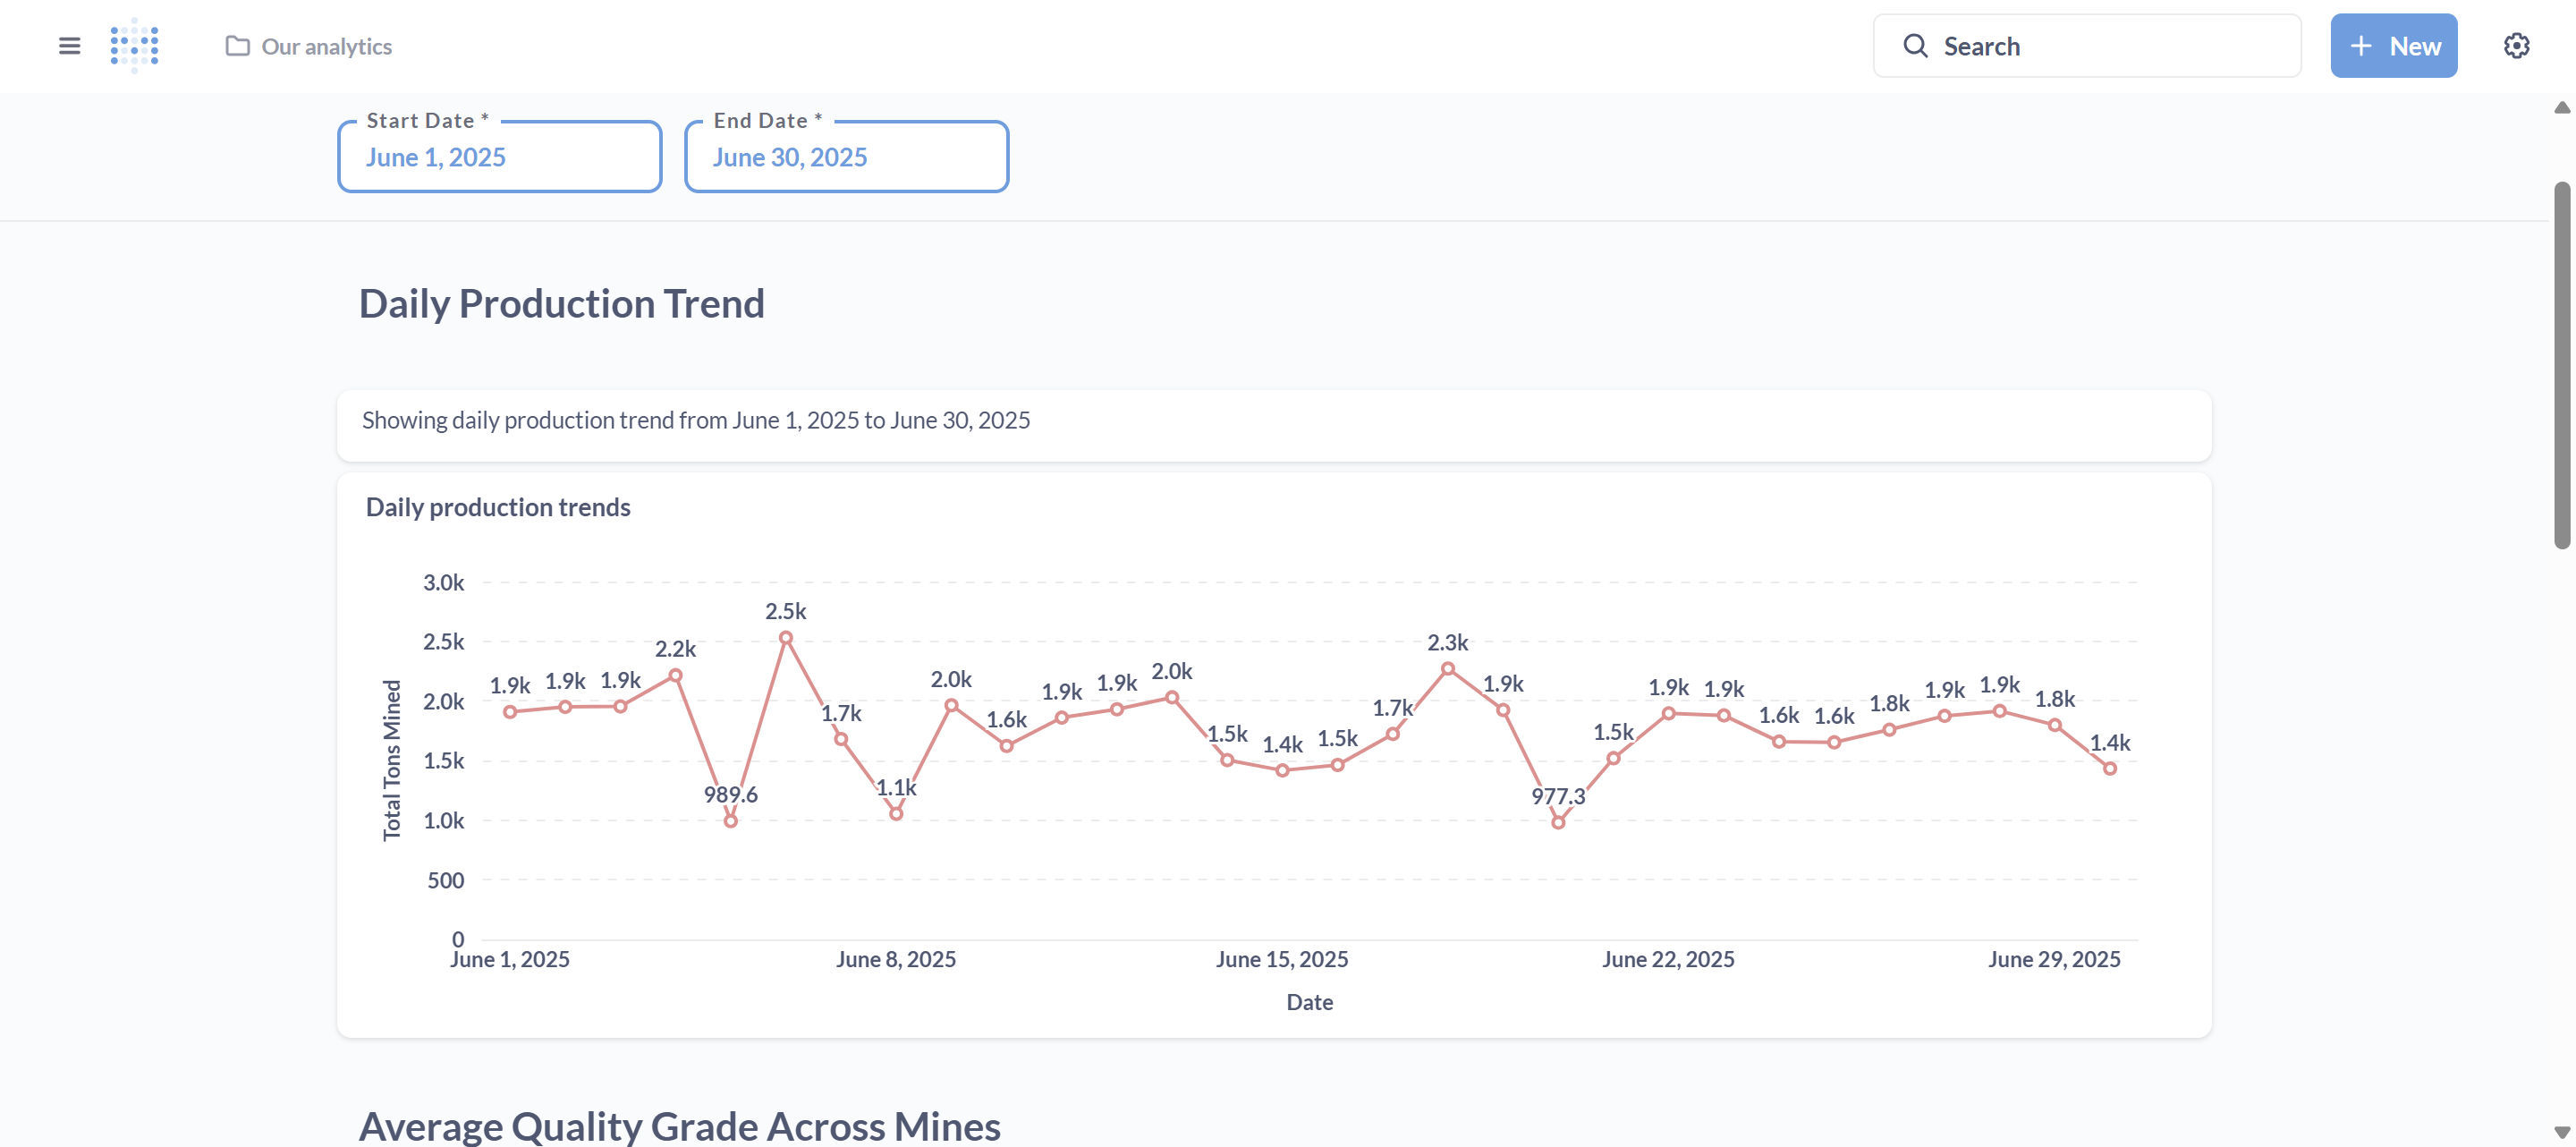 Our analytics
Search
New
Start Date *
June 1, 2025
End Date *
June 30, 2025
Daily Production Trend
Showing daily production trend from June 1, 2025 to June 30, 2025
Daily production trends
Total Tons Mined
3.0k
2.5k
2.0k
1.5k
1.0k
500
0
1.9k
1.9k
1.9k
2.2k
989.6
2.5k
1.7k
1.1k
2.0k
1.6k
1.9k
1.9k
2.0k
1.5k
1.4k
1.5k
1.7k
2.3k
1.9k
977.3
1.5k
1.9k
1.9k
1.6k
1.6k
1.8k
1.9k
1.9k
1.8k
1.4k
June 1, 2025
June 8, 2025
June 15, 2025
June 22, 2025
June 29, 2025
Date
Average Quality Grade Across Mines